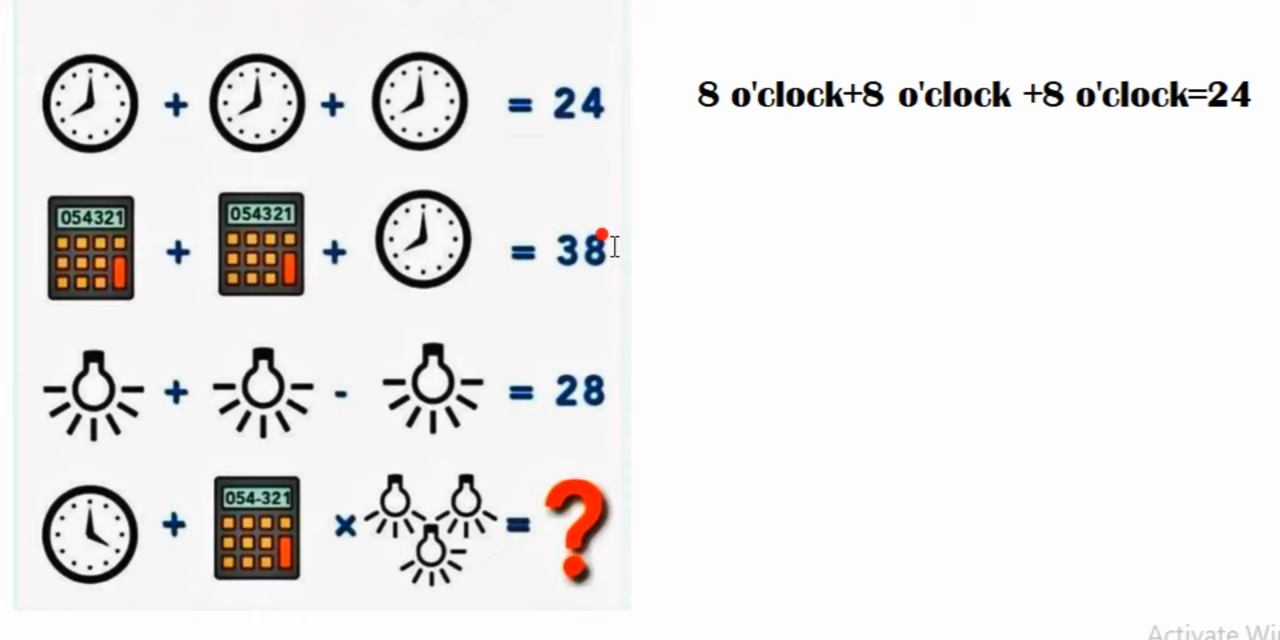 + + = 24
8 o'clock+8 o'clock +8 o'clock=24
054321 + 054321 + = 38
+ - = 28
+ 054-321 x = ?
Activate Wi